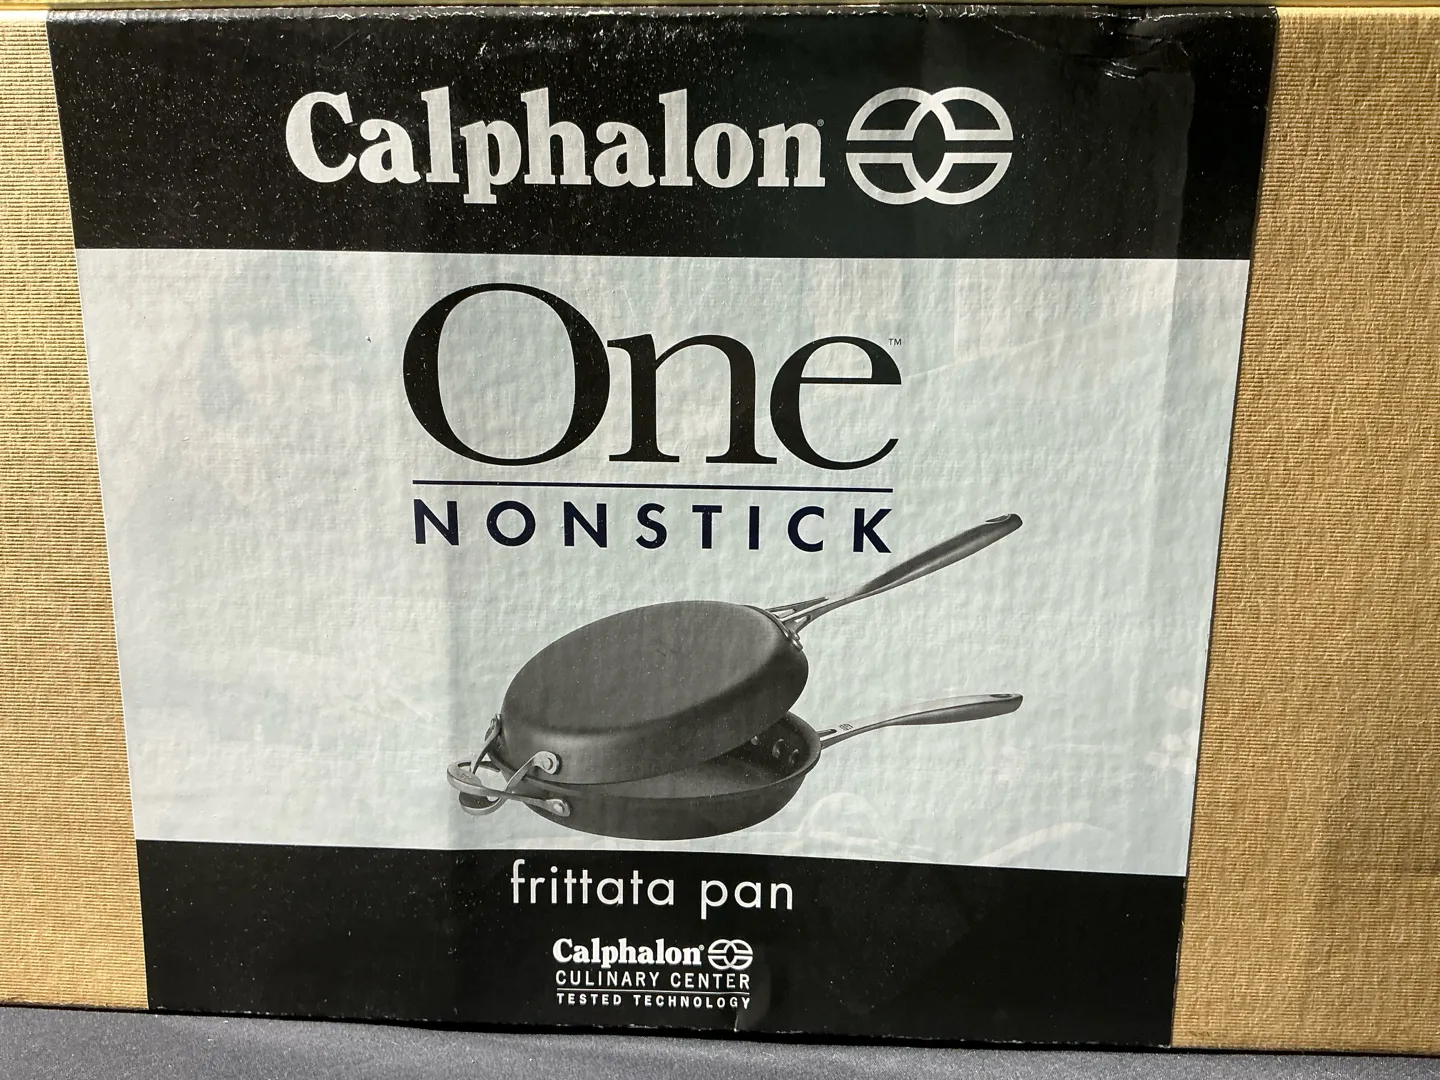 Calphalon®
One™
NONSTICK
frittata pan
Calphalon®
CULINARY CENTER
TESTED TECHNOLOGY